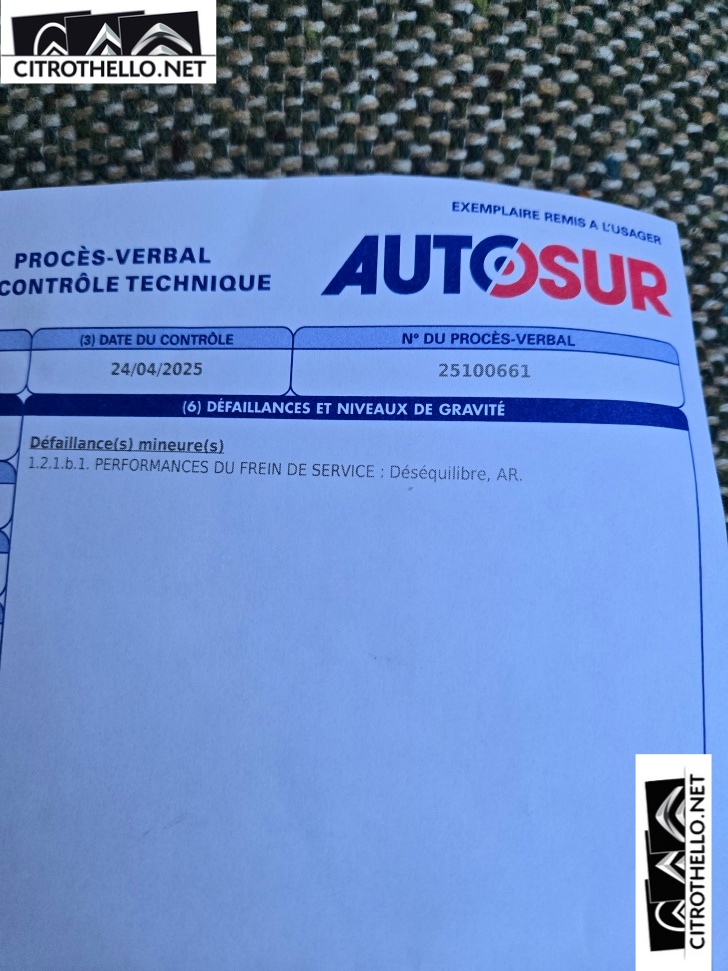 CITROTHELLO.NET
EXEMPLAIRE REMIS A L'USAGER
PROCÈS-VERBAL
CONTRÔLE TECHNIQUE
AUTOSUR
(3) DATE DU CONTRÔLE
N° DU PROCÈS-VERBAL
24/04/2025
25100661
(6) DÉFAILLANCES ET NIVEAUX DE GRAVITÉ
Défaillance(s) mineure(s)
1.2.1.b.1. PERFORMANCES DU FREIN DE SERVICE : Déséquilibre, AR.
CITROTHELLO.NET